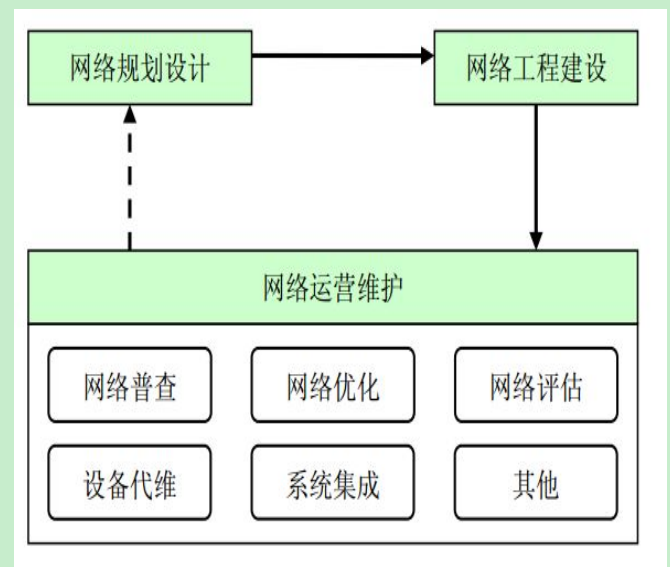 网络规划设计
网络工程建设
网络运营维护
网络普查
网络优化
网络评估
设备代维
系统集成
其他